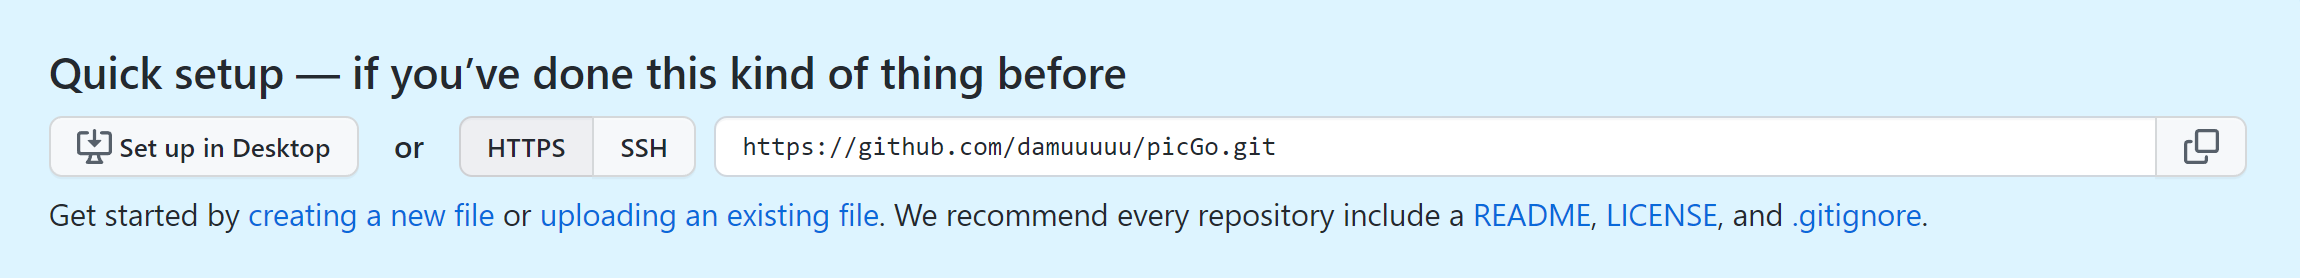 Quick setup — if you’ve done this kind of thing before
Set up in Desktop or HTTPS SSH https://github.com/damuuuuu/picGo.git
Get started by creating a new file or uploading an existing file. We recommend every repository include a README, LICENSE, and .gitignore.